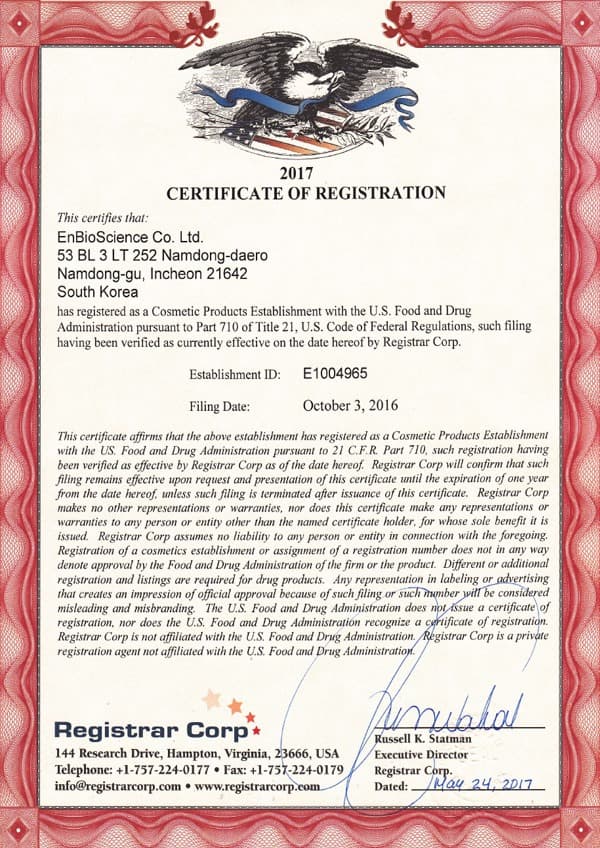 2017
CERTIFICATE OF REGISTRATION
This certifies that:
EnBioScience Co. Ltd.
53 BL 3 LT 252 Namdong-daero
Namdong-gu, Incheon 21642
South Korea
has registered as a Cosmetic Products Establishment with the U.S. Food and Drug
Administration pursuant to Part 710 of Title 21, U.S. Code of Federal Regulations, such filing
having been verified as currently effective on the date hereof by Registrar Corp.
Establishment ID: E1004965
Filing Date: October 3, 2016
This certificate affirms that the above establishment has registered as a Cosmetic Products Establishment
with the US. Food and Drug Administration pursuant to 21 C.F.R. Part 710, such registration having
been verified as effective by Registrar Corp as of the date hereof. Registrar Corp will confirm that such
filing remains effective upon request and presentation of this certificate until the expiration of one year
from the date hereof, unless such filing is terminated after issuance of this certificate. Registrar Corp
makes no other representations or warranties, nor does this certificate make any representations or
warranties to any person or entity other than the named certificate holder, for whose sole benefit it is
issued. Registrar Corp assumes no liability to any person or entity in connection with the foregoing.
Registration of a cosmetics establishment or assignment of a registration number does not in any way
denote approval by the Food and Drug Administration of the firm or the product. Different or additional
registration and listings are required for drug products. Any representation in labeling or advertising
that creates an impression of official approval because of such filing or such number will be considered
misleading and misbranding. The U.S. Food and Drug Administration does not issue a certificate of
registration, nor does the U.S. Food and Drug Administration recognize a certificate of registration.
Registrar Corp is not affiliated with the U.S. Food and Drug Administration. Registrar Corp is a private
registration agent not affiliated with the U.S. Food and Drug Administration.
Registrar Corp
144 Research Drive, Hampton, Virginia, 23666, USA
Telephone: +1-757-224-0177 • Fax: +1-757-224-0179
info@registrarcorp.com • www.registrarcorp.com
Russell K. Statman
Executive Director
Registrar Corp.
Dated: May 24, 2017